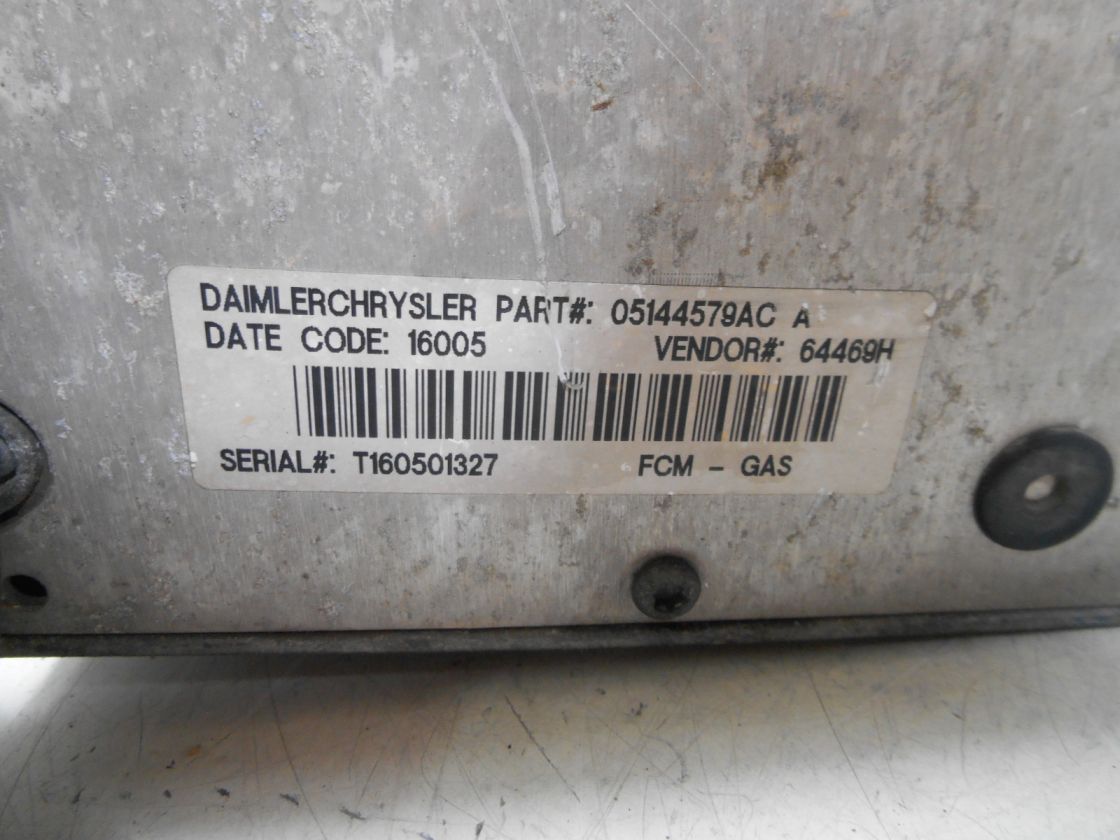 DAIMLERCHRYSLER PART#: 05144579AC A
DATE CODE: 16005 VENDOR#: 64469H
SERIAL#: T160501327 FCM - GAS